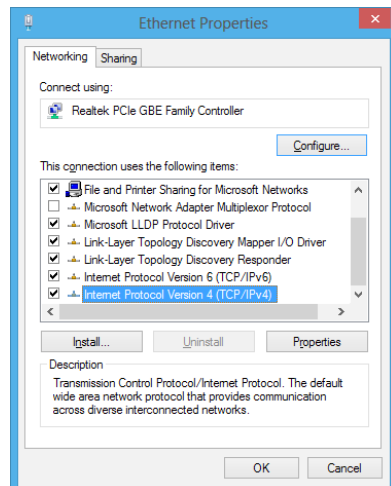 Ethernet Properties
Networking
Sharing
Connect using:
Realtek PCIe GBE Family Controller
Configure...
This connection uses the following items:
File and Printer Sharing for Microsoft Networks
Microsoft Network Adapter Multiplexor Protocol
Microsoft LLDP Protocol Driver
Link-Layer Topology Discovery Mapper I/O Driver
Link-Layer Topology Discovery Responder
Internet Protocol Version 6 (TCP/IPv6)
Internet Protocol Version 4 (TCP/IPv4)
Install...
Uninstall
Properties
Description
Transmission Control Protocol/Internet Protocol. The default
wide area network protocol that provides communication
across diverse interconnected networks.
OK
Cancel